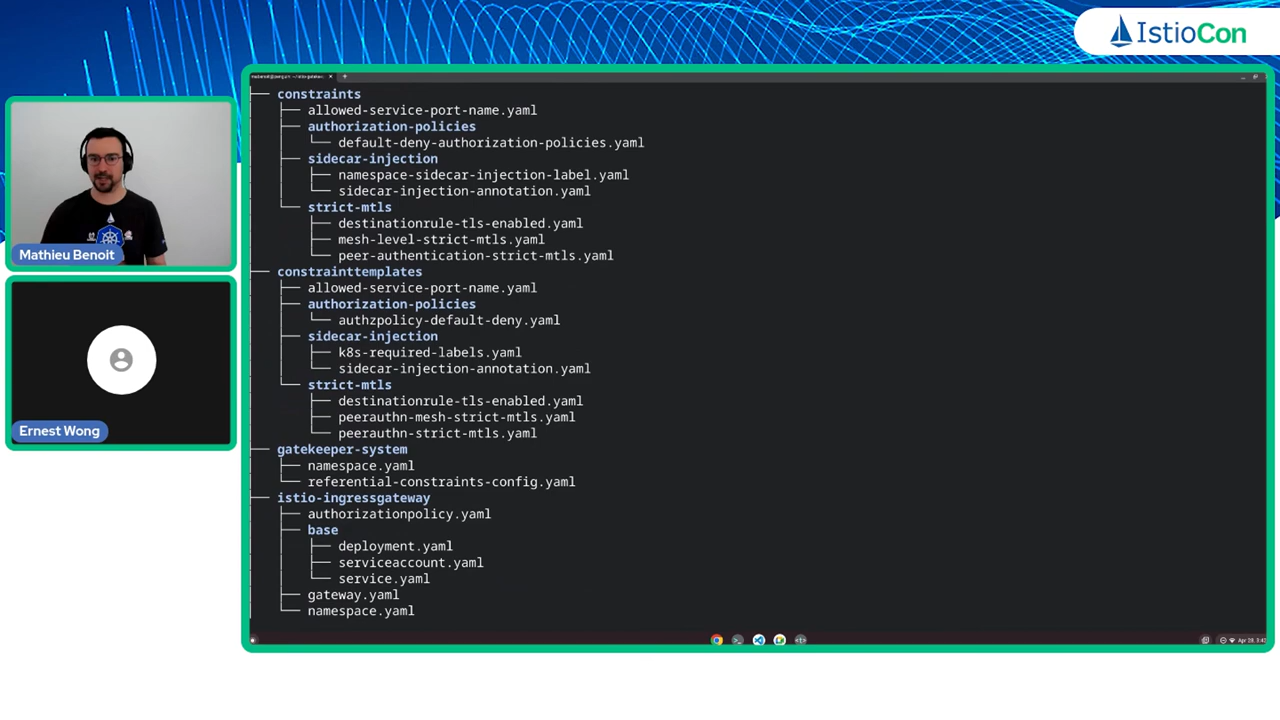 IstioCon
constraints
allowed-service-port-name.yaml
authorization-policies
default-deny-authorization-policies.yaml
sidecar-injection
namespace-sidecar-injection-label.yaml
sidecar-injection-annotation.yaml
strict-mtls
destinationrule-tls-enabled.yaml
mesh-level-strict-mtls.yaml
peer-authentication-strict-mtls.yaml
constrainttemplates
allowed-service-port-name.yaml
authorization-policies
authzpolicy-default-deny.yaml
sidecar-injection
k8s-required-labels.yaml
sidecar-injection-annotation.yaml
strict-mtls
destinationrule-tls-enabled.yaml
peerauthn-mesh-strict-mtls.yaml
peerauthn-strict-mtls.yaml
gatekeeper-system
namespace.yaml
referential-constraints-config.yaml
istio-ingressgateway
authorizationpolicy.yaml
base
deployment.yaml
serviceaccount.yaml
service.yaml
gateway.yaml
namespace.yaml
Mathieu Benoit
Ernest Wong